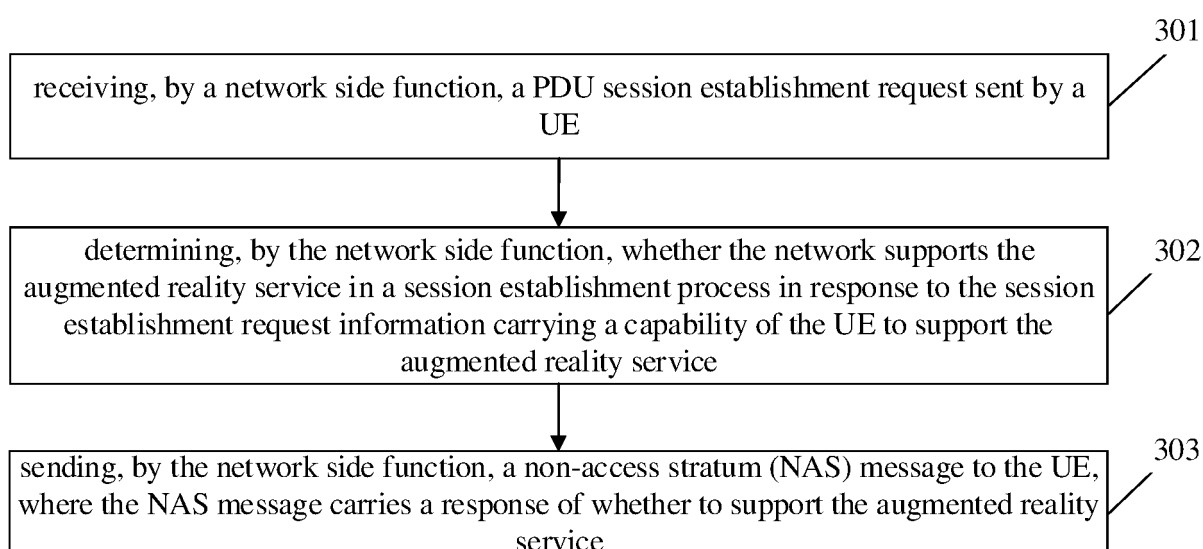 301
receiving, by a network side function, a PDU session establishment request sent by a
UE
302
determining, by the network side function, whether the network supports the
augmented reality service in a session establishment process in response to the session
establishment request information carrying a capability of the UE to support the
augmented reality service
303
sending, by the network side function, a non-access stratum (NAS) message to the UE,
where the NAS message carries a response of whether to support the augmented reality
service